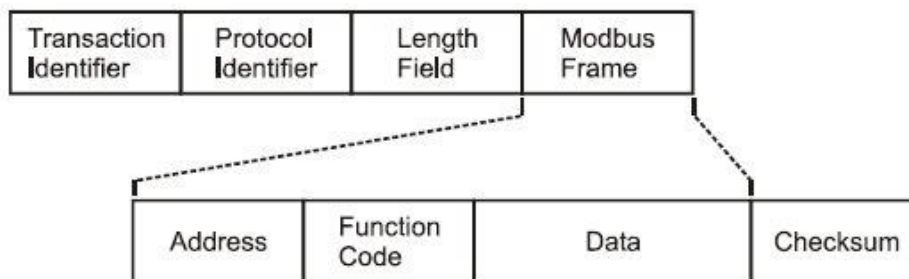 Transaction
Identifier
Protocol
Identifier
Length
Field
Modbus
Frame
Address
Function
Code
Data
Checksum